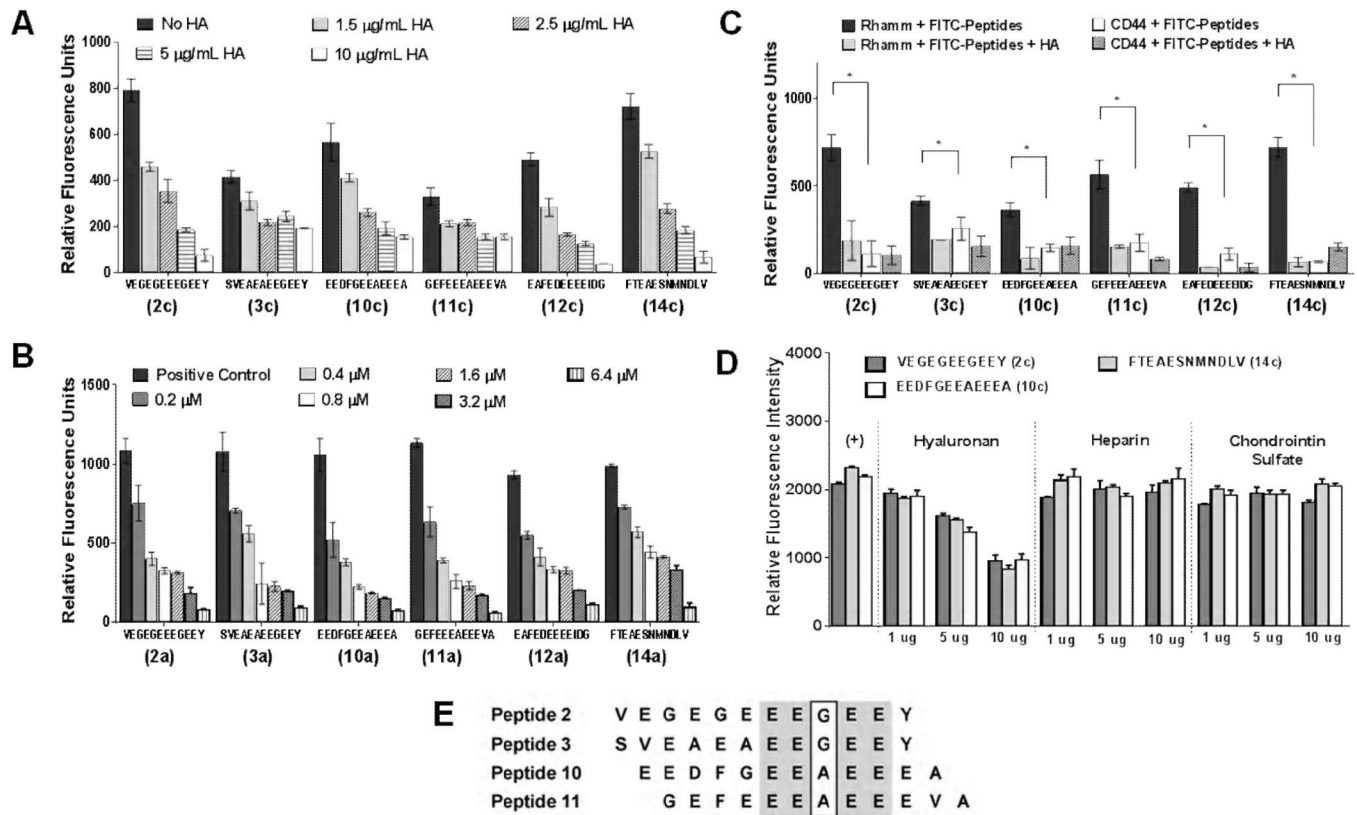 A
No HA
1.5 µg/mL HA
2.5 µg/mL HA
5 µg/mL HA
10 µg/mL HA
Relative Fluorescence Units
1000
800
600
400
200
0
VEGEGEEEGEEY SVEAEAEEGEEY EEDFGEEAEEEA GEFEEEAEEEVA EAFEDEEEEIDG FTEAESNMNDLV
(2c) (3c) (10c) (11c) (12c) (14c)
B
Positive Control
0.4 µM
1.6 µM
6.4 µM
0.2 µM
0.8 µM
3.2 µM
Relative Fluorescence Units
1500
1000
500
0
VEGEGEEEGEEY SVEAEAEEGEEY EEDFGEEAEEEA GEFEEEAEEEVA EAFEDEEEEIDG FTEAESNMNDLV
(2a) (3a) (10a) (11a) (12a) (14a)
C
Rhamm + FITC-Peptides
CD44 + FITC-Peptides
Rhamm + FITC-Peptides + HA
CD44 + FITC-Peptides + HA
Relative Fluorescence Units
1000
500
0
* * * * * *
VEGEGEEEGEEY SVEAEAEEGEEY EEDFGEEAEEEA GEFEEEAEEEVA EAFEDEEEEIDG FTEAESNMNDLV
(2c) (3c) (10c) (11c) (12c) (14c)
D
VEGEGEEGEEY (2c)
FTEAESNMNDLV (14c)
EEDFGEEAEEEA (10c)
Relative Fluorescence Intensity
4000
3000
2000
1000
0
(+)
Hyaluronan
Heparin
Chondrointin
Sulfate
1 ug 5 ug 10 ug 1 ug 5 ug 10 ug 1 ug 5 ug 10 ug
E
Peptide 2 V E G E G E E E G E E Y
Peptide 3 S V E A E A E E G E E Y
Peptide 10 E E D F G E E A E E E A
Peptide 11 G E F E E E A E E E V A